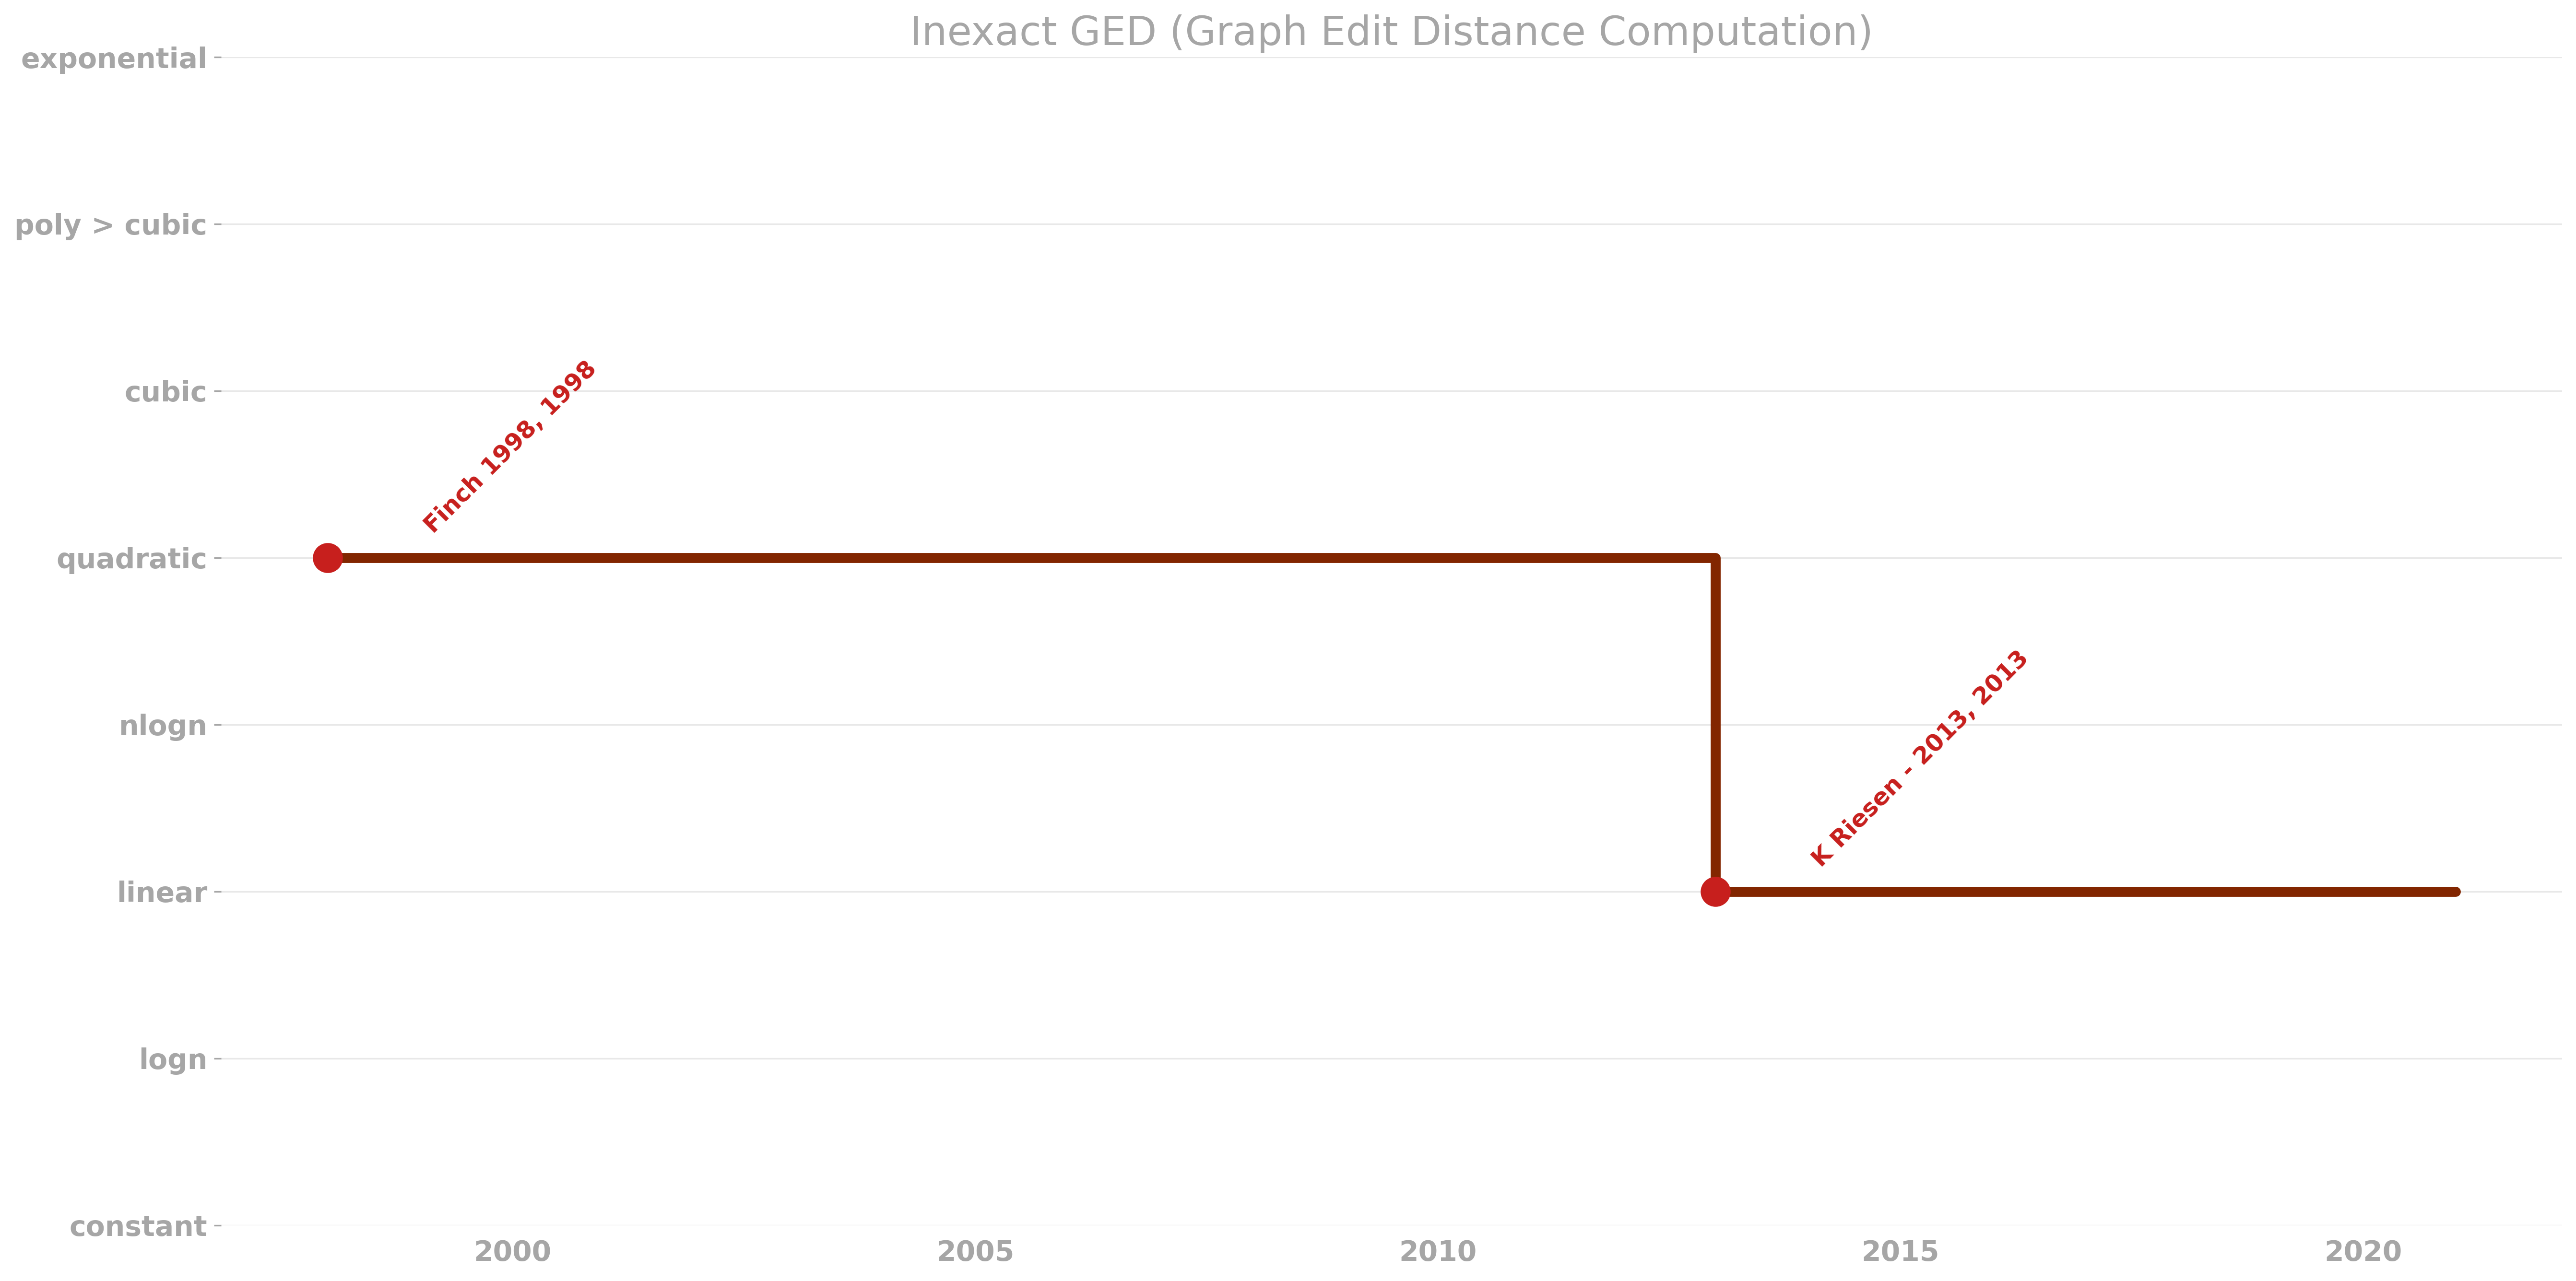 Inexact GED (Graph Edit Distance Computation)
exponential
poly > cubic
cubic
quadratic
nlogn
linear
logn
constant
Finch 1998, 1998
K Riesen - 2013, 2013
2000
2005
2010
2015
2020